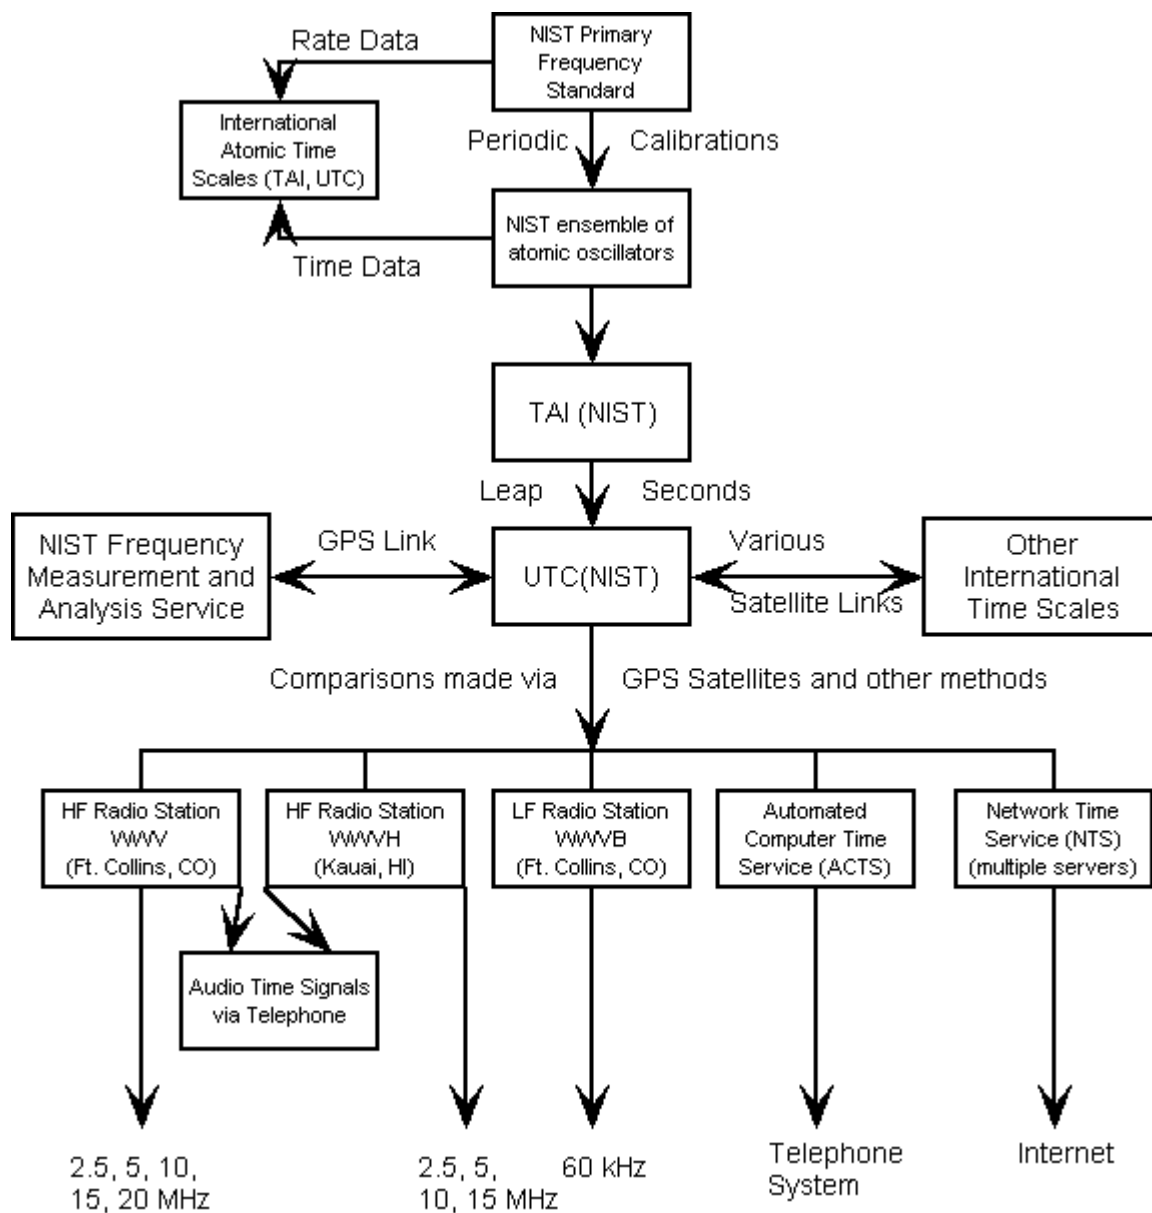 Rate Data
NIST Primary
Frequency
Standard
International
Atomic Time
Scales (TAI, UTC)
Periodic Calibrations
NIST ensemble of
atomic oscillators
Time Data
TAI (NIST)
Leap Seconds
NIST Frequency
Measurement and
Analysis Service
GPS Link
UTC(NIST)
Various
Satellite Links
Other
International
Time Scales
Comparisons made via GPS Satellites and other methods
HF Radio Station
WWV
(Ft. Collins, CO)
HF Radio Station
WWVH
(Kauai, HI)
LF Radio Station
WWVB
(Ft. Collins, CO)
Automated
Computer Time
Service (ACTS)
Network Time
Service (NTS)
(multiple servers)
Audio Time Signals
via Telephone
2.5, 5, 10,
15, 20 MHz
2.5, 5,
10, 15 MHz
60 kHz
Telephone
System
Internet